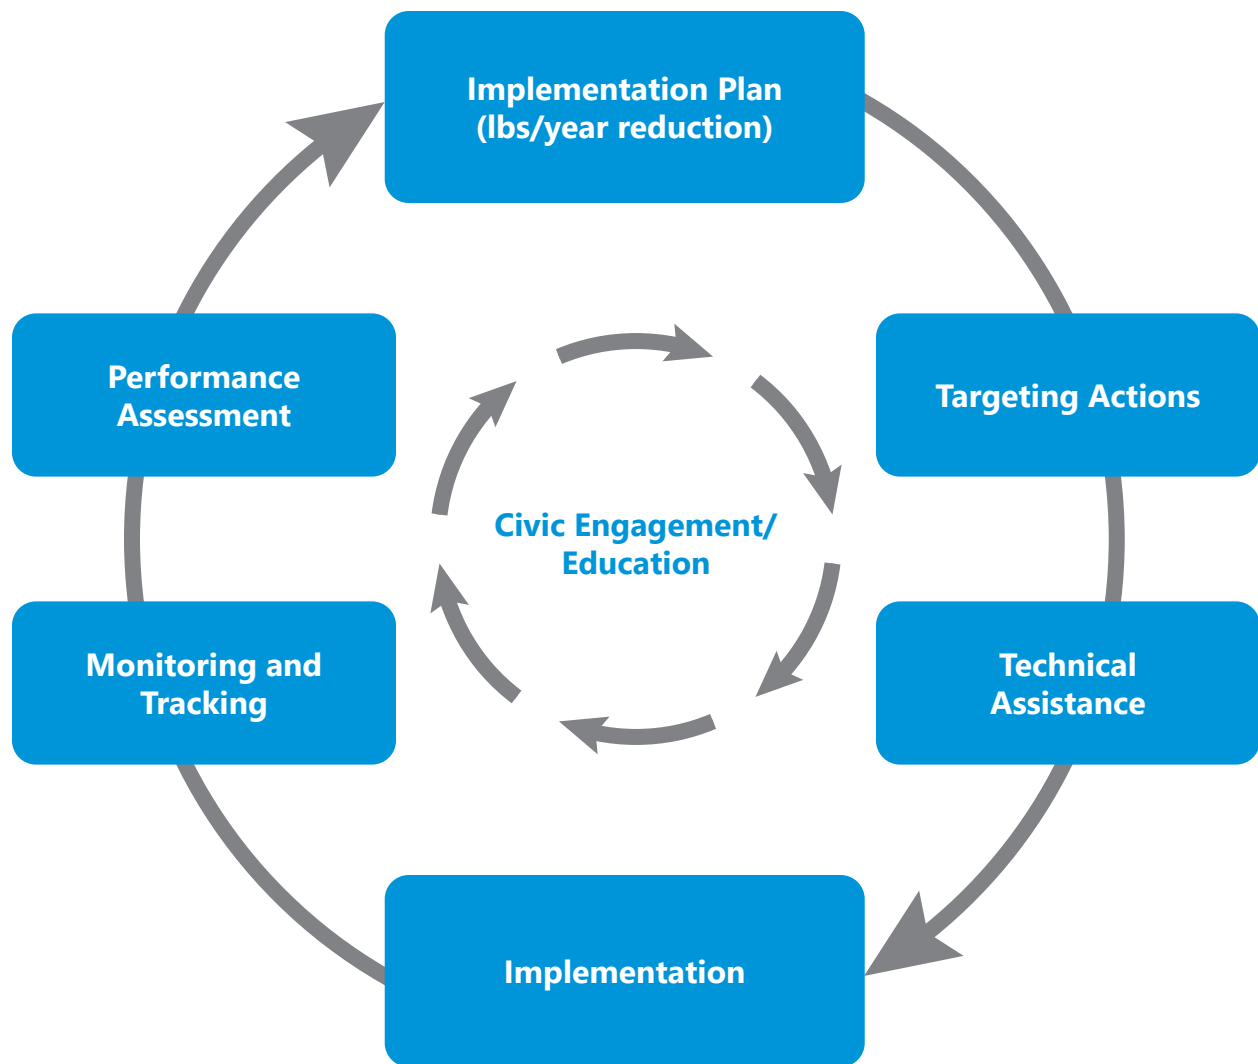 Implementation Plan
(lbs/year reduction)
Performance
Assessment
Targeting Actions
Civic Engagement/
Education
Monitoring and
Tracking
Technical
Assistance
Implementation